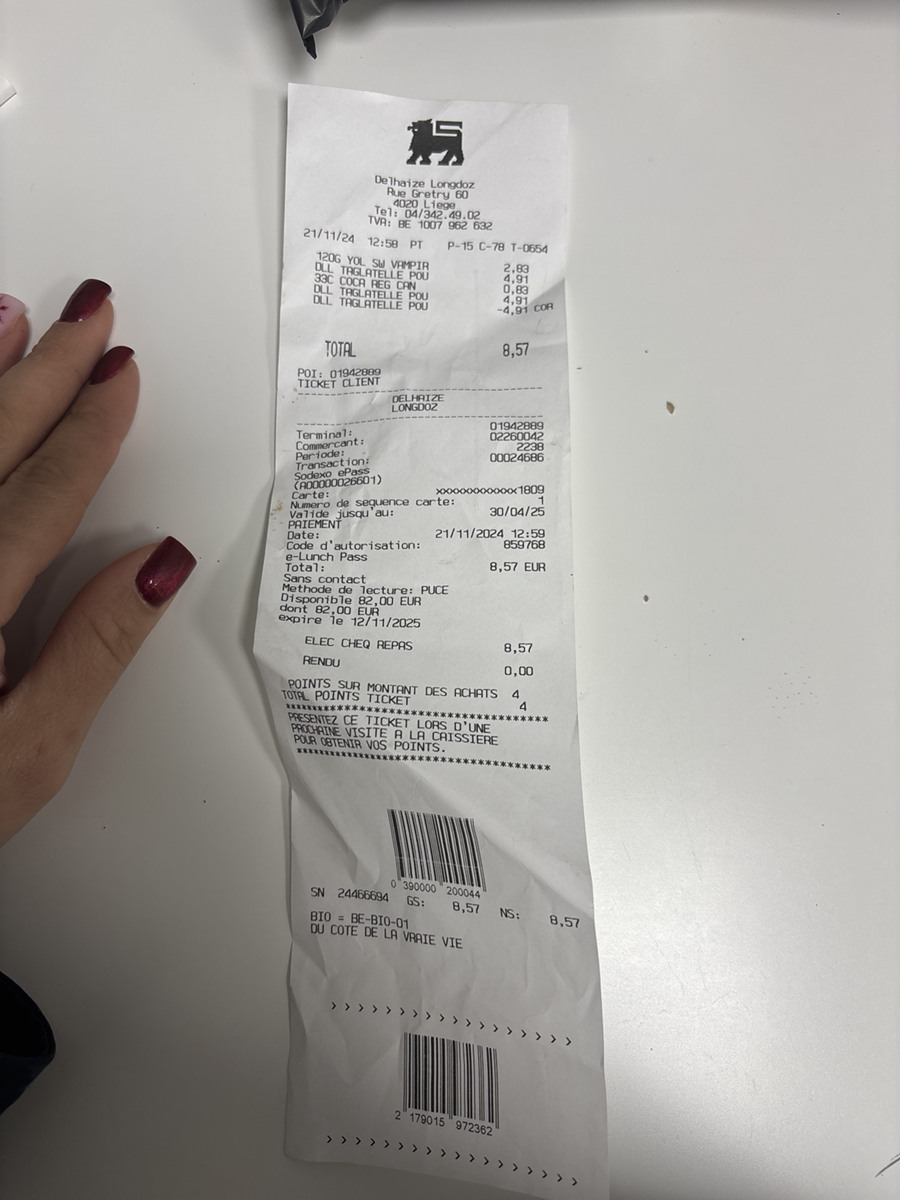 Delhaize Longdoz
Rue Gretry 60
4020 Liege
Tel: 04/342.49.02
TVA: BE 1007 962 632
21/11/24 12:58 PT P-15 C-78 T-0654
120G YOL SW VAMPIR 2,83
DLL TAGLATELLE POU 4,91
33C COCA REG CAN 0,83
DLL TAGLATELLE POU 4,91
DLL TAGLATELLE POU -4,91 COR
TOTAL 8,57
POI: 01942889
TICKET CLIENT
DELHAIZE
LONGDOZ
Terminal: 01942889
Commercant: 02260042
Periode: 2238
Transaction: 00024686
Sodexo ePass
(A0000026601)
Carte: xxxxxxxxxxxx1809
Numero de sequence carte: 1
Valide jusqu'au: 30/04/25
PAIEMENT
Date: 21/11/2024 12:59
Code d'autorisation: 859768
e-Lunch Pass
Total: 8,57 EUR
Sans contact
Methode de lecture: PUCE
Disponible 82,00 EUR
dont 82,00 EUR
expire le 12/11/2025
ELEC CHEQ REPAS 8,57
RENDU 0,00
POINTS SUR MONTANT DES ACHATS 4
TOTAL POINTS TICKET 4
****************************************
PRESENTEZ CE TICKET LORS D'UNE
PROCHAINE VISITE A LA CAISSIERE
POUR OBTENIR VOS POINTS.
****************************************
0 390000 200044
SN 24466694 GS: 8,57 NS: 8,57
BIO = BE-BIO-01
DU COTE DE LA VRAIE VIE
> > > > > > > > > > > > > > > > > >
2 179015 972362
> > > > > > > > > > > > > > > > > >